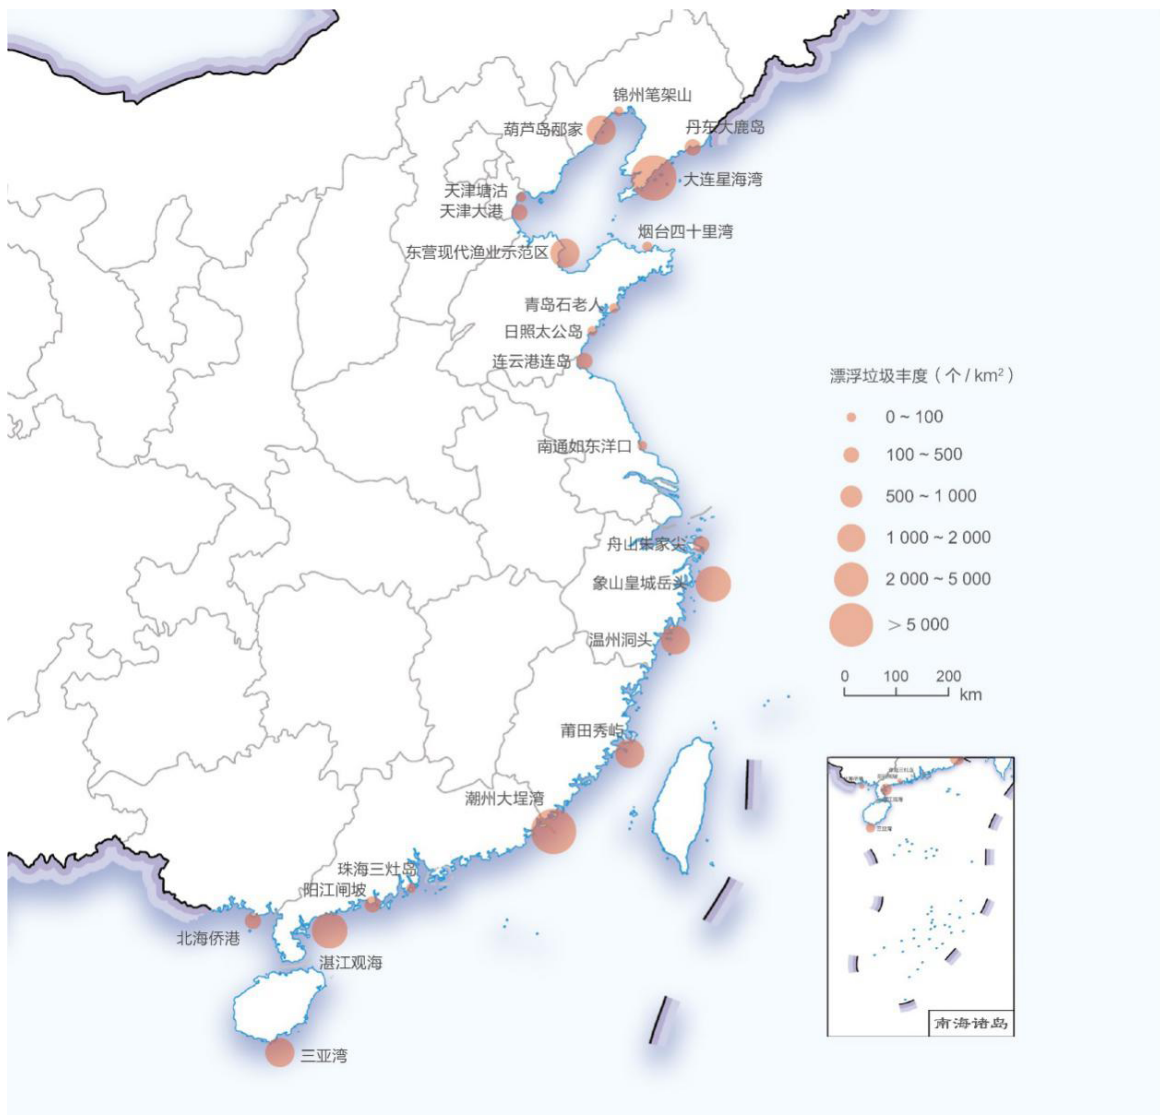 锦州笔架山
葫芦岛邴家
丹东大鹿岛
大连星海湾
天津塘沽
天津大港
烟台四十里湾
东营现代渔业示范区
青岛石老人
日照太公岛
连云港连岛
漂浮垃圾丰度（个 / km²）
0 ~ 100
南通如东洋口
100 ~ 500
500 ~ 1 000
舟山朱家尖
1 000 ~ 2 000
象山皇城岳头
2 000 ~ 5 000
温州洞头
> 5 000
0 100 200
km
莆田秀屿
潮州大埕湾
珠海三灶岛
阳江闸坡
北海侨港
湛江观海
三亚湾
三亚湾
南海诸岛